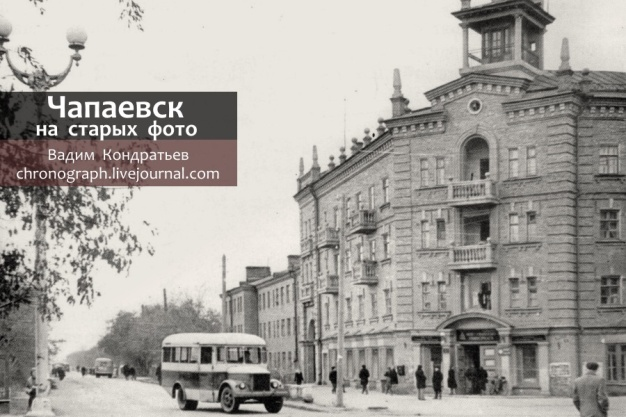 Чапаевск
на старых фото
Вадим Кондратьев
chronograph.livejournal.com